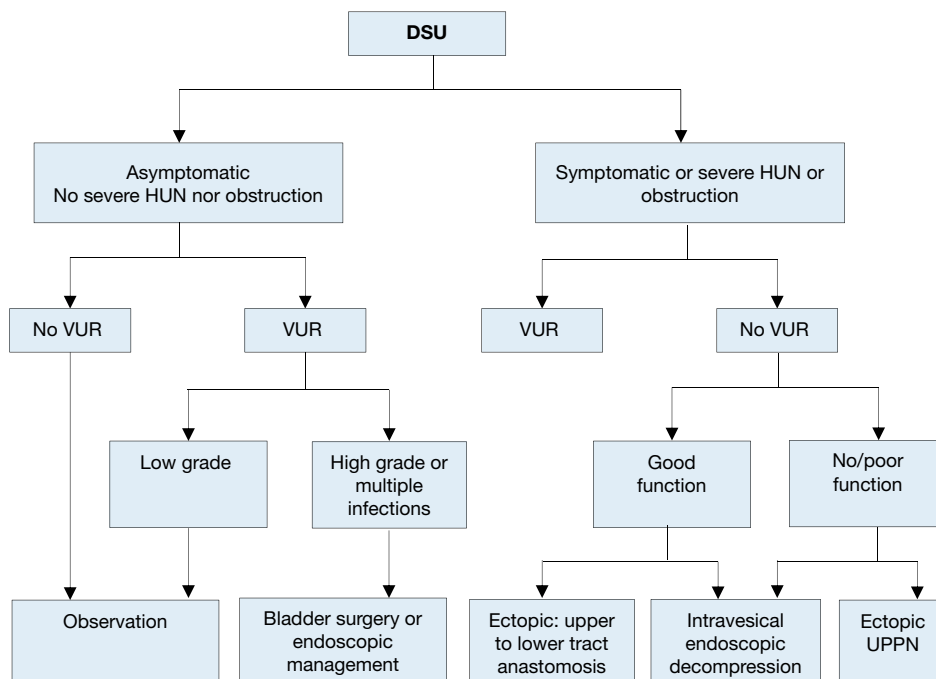 DSU
Asymptomatic
No severe HUN nor obstruction
Symptomatic or severe HUN or
obstruction
No VUR
VUR
VUR
No VUR
Low grade
High grade or
multiple
infections
Good
function
No/poor
function
Observation
Bladder surgery or
endoscopic
management
Ectopic: upper
to lower tract
anastomosis
Intravesical
endoscopic
decompression
Ectopic
UPPN